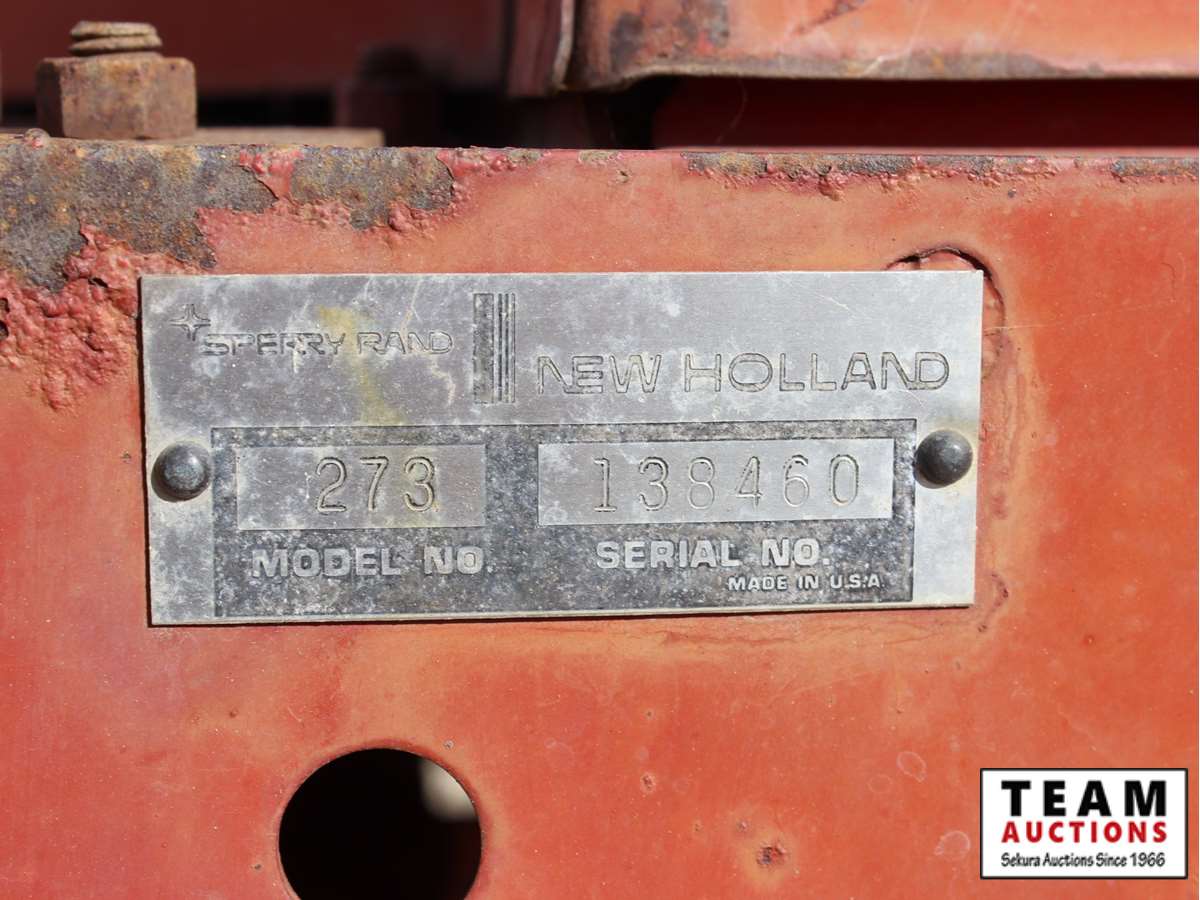 SPERRY RAND
NEW HOLLAND
273 138460
MODEL NO. SERIAL NO.
MADE IN U.S.A.
TEAM
AUCTIONS
Sekura Auctions Since 1966